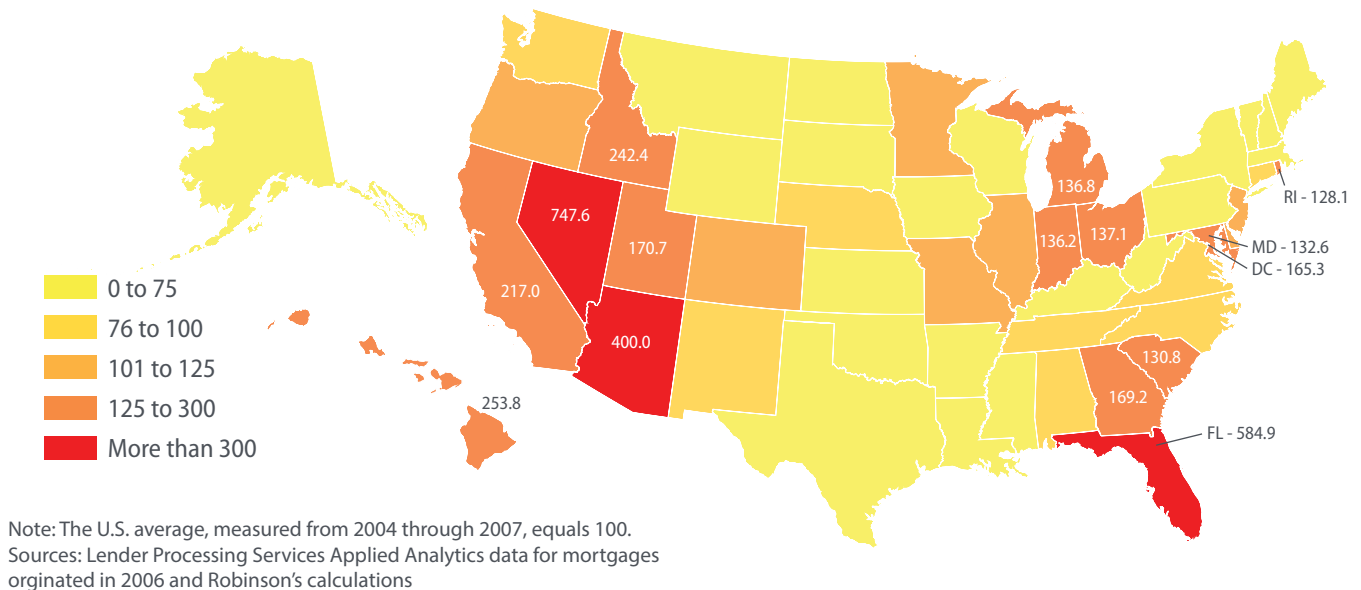 242.4
136.8
RI - 128.1
747.6
136.2
137.1
170.7
MD - 132.6
DC - 165.3
217.0
0 to 75
76 to 100
400.0
130.8
101 to 125
169.2
125 to 300
253.8
FL - 584.9
More than 300
Note: The U.S. average, measured from 2004 through 2007, equals 100.
Sources: Lender Processing Services Applied Analytics data for mortgages
orginated in 2006 and Robinson’s calculations